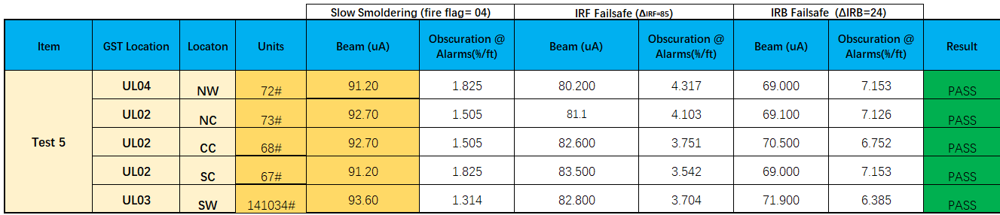 Slow Smoldering (fire flag= 04) IRF Failsafe (ΔIRF=85) IRB Failsafe (ΔIRB=24)
Item GST Location Locaton Units Beam (uA) Obscuration @ Beam (uA) Obscuration @ Beam (uA) Obscuration @ Result
Alarms(%/ft) Alarms(%/ft) Alarms(%/ft)
UL04 NW 72# 91.20 1.825 80.200 4.317 69.000 7.153 PASS
UL02 NC 73# 92.70 1.505 81.1 4.103 69.100 7.126 PASS
Test 5 UL02 CC 68# 92.70 1.505 82.600 3.751 70.500 6.752 PASS
UL02 SC 67# 91.20 1.825 83.500 3.542 69.000 7.153 PASS
UL03 SW 141034# 93.60 1.314 82.800 3.704 71.900 6.385 PASS